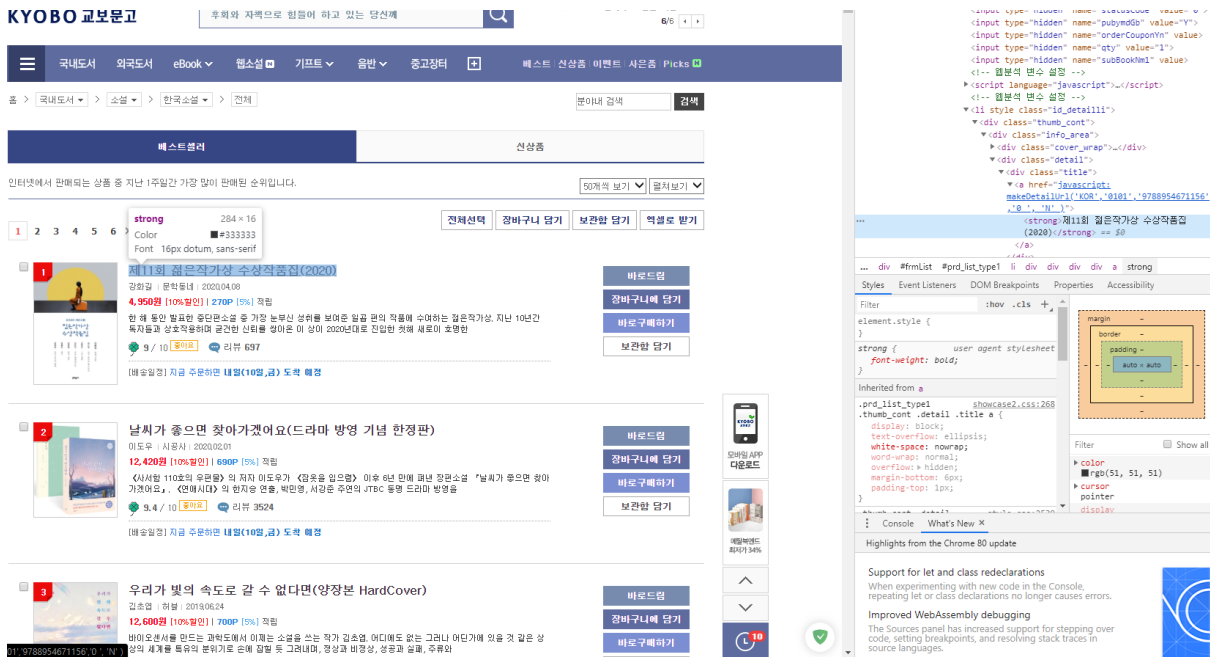 KYOBO 교보문고
후회와 자책으로 힘들어 하고 있는 당신께
6/6
국내도서 외국도서 eBook 웹소설 N 기프트 음반 중고장터 베스트 신상품 이벤트 사은품 Picks N
홈 > 국내도서 > 소설 > 한국소설 > 전체
분야내 검색 검색
베스트셀러 신상품
인터넷에서 판매되는 상품 중 지난 1주일간 가장 많이 판매된 순위입니다.
50개씩 보기 펼쳐보기
1 2 3 4 5 6
전체선택 장바구니 담기 보관함 담기 엑셀로 받기
strong 284 × 16
Color #333333
Font 16px dotum, sans-serif
1
제11회 젊은작가상 수상작품집(2020)
강화길 | 문학동네 | 2020.04.08
4,950원 [10%할인] | 270P [5%] 적립
한 해 동안 발표한 중단편소설 중 가장 눈부신 성취를 보여준 일곱 편의 작품에 수여하는 젊은작가상. 지난 10년간
독자들과 상호작용하며 굳건한 신뢰를 쌓아온 이 상이 2020년대로 진입한 첫해 새로이 호명한
9 / 10 좋아요 리뷰 697
[배송일정] 지금 주문하면 내일(10일,금) 도착 예정
바로드림
장바구니에 담기
바로구매하기
보관함 담기
2
날씨가 좋으면 찾아가겠어요(드라마 방영 기념 한정판)
이도우 | 시공사 | 2020.02.01
12,420원 [10%할인] | 690P [5%] 적립
《사서함 110호의 우편물》의 저자 이도우가 《잠옷을 입으렴》 이후 6년 만에 펴낸 장편소설 『날씨가 좋으면 찾아
가겠어요』. 《연애시대》의 한지승 연출, 박민영, 서강준 주연의 JTBC 동명 드라마 방영을
9.4 / 10 좋아요 리뷰 3524
[배송일정] 지금 주문하면 내일(10일,금) 도착 예정
바로드림
장바구니에 담기
바로구매하기
보관함 담기
3
우리가 빛의 속도로 갈 수 없다면(양장본 HardCover)
김초엽 | 허블 | 2019.06.24
12,600원 [10%할인] | 700P [5%] 적립
바이오센서를 만드는 과학도에서 이제는 소설을 쓰는 작가 김초엽. 어디에도 없는 그러나 어딘가에 있을 것 같은 상
상의 세계를 특유의 분위기로 손에 잡힐 듯 그려내며, 정상과 비정상, 성공과 실패, 주류와
바로드림
장바구니에 담기
바로구매하기
01','9788954671156','0 ', 'N' )
KYOBO
모바일 APP
다운로드
메탈북엔드
최저가 34%
10
<input type="hidden" name="statusCode" value="0">
<input type="hidden" name="pubymdGb" value="Y">
<input type="hidden" name="orderCouponYn" value>
<input type="hidden" name="qty" value="1">
<input type="hidden" name="subBookNm1" value>
<!-- 웹분석 변수 설정 -->
<script language="javascript">…</script>
<!-- 웹분석 변수 설정 -->
<li style class="id_detailli">
<div class="thumb_cont">
<div class="info_area">
<div class="cover_wrap">…</div>
<div class="detail">
<div class="title">
<a href="javascript:
makeDetailUrl('KOR','0101','9788954671156'
,'0 ', 'N' )">
... <strong>제11회 젊은작가상 수상작품집
(2020)</strong> == $0
</a>
</div>
... div #frmList #prd_list_type1 li div div div div a strong
Styles Event Listeners DOM Breakpoints Properties Accessibility
Filter :hov .cls +
element.style {
}
strong { user agent stylesheet
font-weight: bold;
}
Inherited from a
.prd_list_type1 showcase2.css:268
.thumb_cont .detail .title a {
display: block;
text-overflow: ellipsis;
white-space: nowrap;
word-wrap: normal;
overflow: hidden;
margin-bottom: 6px;
padding-top: 1px;
}
margin -
border -
padding -
auto × auto
Filter Show all
color
rgb(51, 51, 51)
cursor
pointer
display
Console What's New ×
Highlights from the Chrome 80 update
Support for let and class redeclarations
When experimenting with new code in the Console,
repeating let or class declarations no longer causes errors.
Improved WebAssembly debugging
The Sources panel has increased support for stepping over
code, setting breakpoints, and resolving stack traces in
source languages.